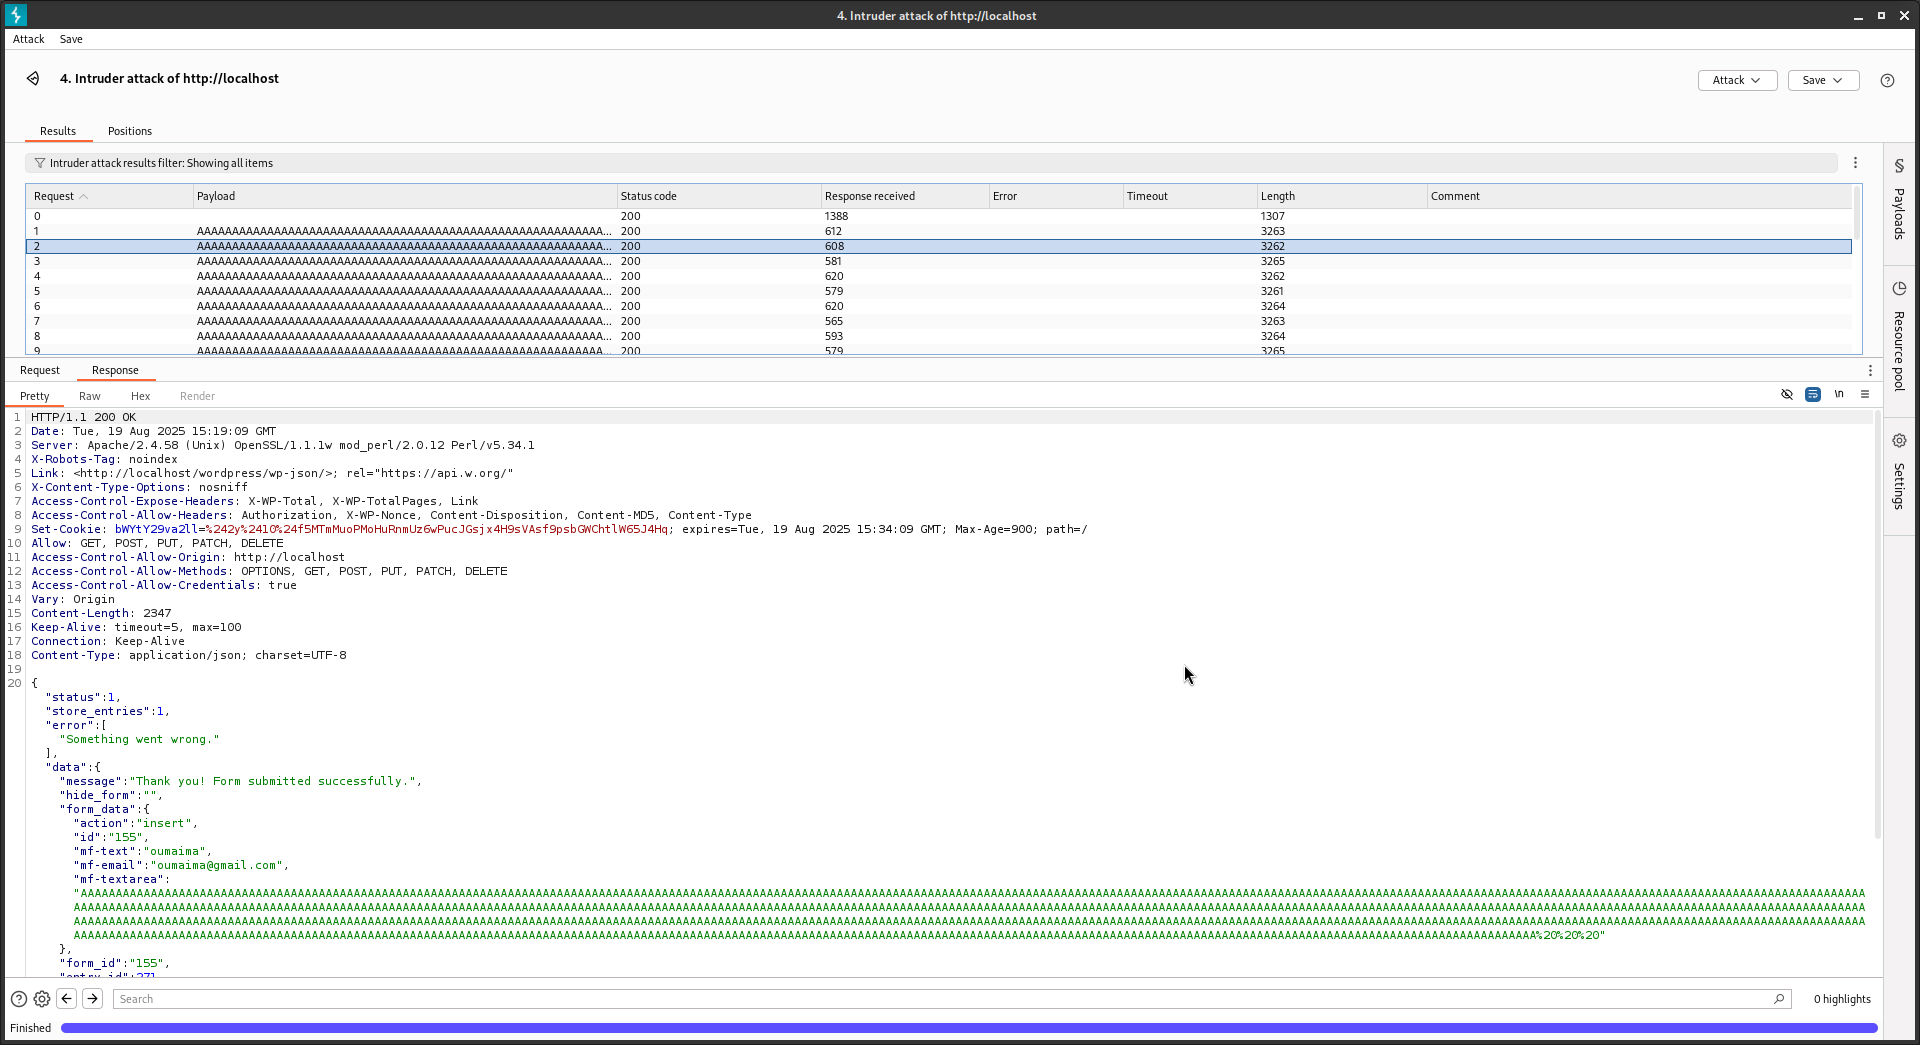 4. Intruder attack of http://localhost
Attack Save
4. Intruder attack of http://localhost
Attack Save
Results Positions
Intruder attack results filter: Showing all items
Request Payload Status code Response received Error Timeout Length Comment
0 200 1388 1307
1 AAAAAAAAAAAAAAAAAAAAAAAAAAAAAAAAAAAAAAAAAAAAAAAAAAAAAAAAAA... 200 612 3263
2 AAAAAAAAAAAAAAAAAAAAAAAAAAAAAAAAAAAAAAAAAAAAAAAAAAAAAAAAAA... 200 608 3262
3 AAAAAAAAAAAAAAAAAAAAAAAAAAAAAAAAAAAAAAAAAAAAAAAAAAAAAAAAAA... 200 581 3265
4 AAAAAAAAAAAAAAAAAAAAAAAAAAAAAAAAAAAAAAAAAAAAAAAAAAAAAAAAAA... 200 620 3262
5 AAAAAAAAAAAAAAAAAAAAAAAAAAAAAAAAAAAAAAAAAAAAAAAAAAAAAAAAAA... 200 579 3261
6 AAAAAAAAAAAAAAAAAAAAAAAAAAAAAAAAAAAAAAAAAAAAAAAAAAAAAAAAAA... 200 620 3264
7 AAAAAAAAAAAAAAAAAAAAAAAAAAAAAAAAAAAAAAAAAAAAAAAAAAAAAAAAAA... 200 565 3263
8 AAAAAAAAAAAAAAAAAAAAAAAAAAAAAAAAAAAAAAAAAAAAAAAAAAAAAAAAAA... 200 593 3264
9 AAAAAAAAAAAAAAAAAAAAAAAAAAAAAAAAAAAAAAAAAAAAAAAAAAAAAAAAAA... 200 579 3265
Payloads
Resource pool
Settings
Request Response
Pretty Raw Hex Render
\n
1 HTTP/1.1 200 OK
2 Date: Tue, 19 Aug 2025 15:19:09 GMT
3 Server: Apache/2.4.58 (Unix) OpenSSL/1.1.1w mod_perl/2.0.12 Perl/v5.34.1
4 X-Robots-Tag: noindex
5 Link: <http://localhost/wordpress/wp-json/>; rel="https://api.w.org/"
6 X-Content-Type-Options: nosniff
7 Access-Control-Expose-Headers: X-WP-Total, X-WP-TotalPages, Link
8 Access-Control-Allow-Headers: Authorization, X-WP-Nonce, Content-Disposition, Content-MD5, Content-Type
9 Set-Cookie: bWYtY29va2ll=%242y%2410%24f5MTmMuoPMoHuRnmUz6wPucJGsjx4H9sVAsf9psbGWChtlW65J4Hq; expires=Tue, 19 Aug 2025 15:34:09 GMT; Max-Age=900; path=/
10 Allow: GET, POST, PUT, PATCH, DELETE
11 Access-Control-Allow-Origin: http://localhost
12 Access-Control-Allow-Methods: OPTIONS, GET, POST, PUT, PATCH, DELETE
13 Access-Control-Allow-Credentials: true
14 Vary: Origin
15 Content-Length: 2347
16 Keep-Alive: timeout=5, max=100
17 Connection: Keep-Alive
18 Content-Type: application/json; charset=UTF-8
19
20 {
"status":1,
"store_entries":1,
"error":[
"Something went wrong."
],
"data":{
"message":"Thank you! Form submitted successfully.",
"hide_form":"",
"form_data":{
"action":"insert",
"id":"155",
"mf-text":"oumaima",
"mf-email":"oumaima@gmail.com",
"mf-textarea":
%20%20%20"
},
"form_id":"155",
Search
0 highlights
Finished